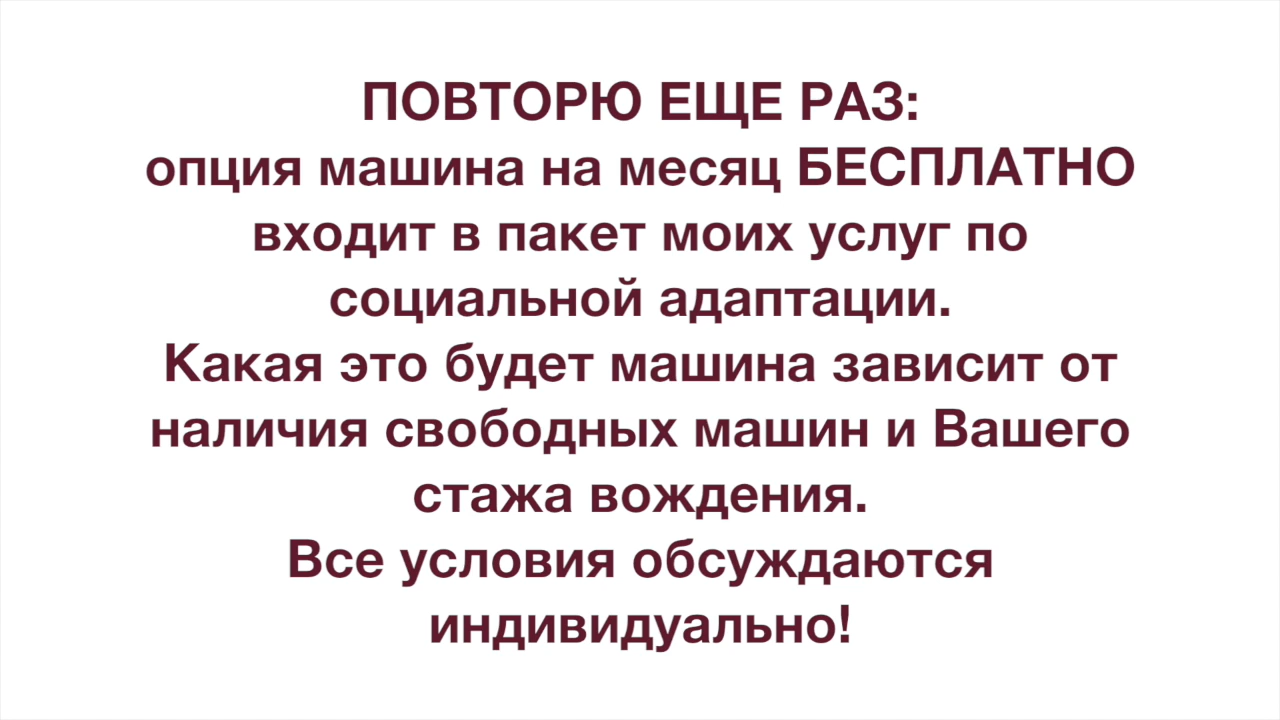 ПОВТОРЮ ЕЩЕ РАЗ:
опция машина на месяц БЕСПЛАТНО
входит в пакет моих услуг по
социальной адаптации.
Какая это будет машина зависит от
наличия свободных машин и Вашего
стажа вождения.
Все условия обсуждаются
индивидуально!